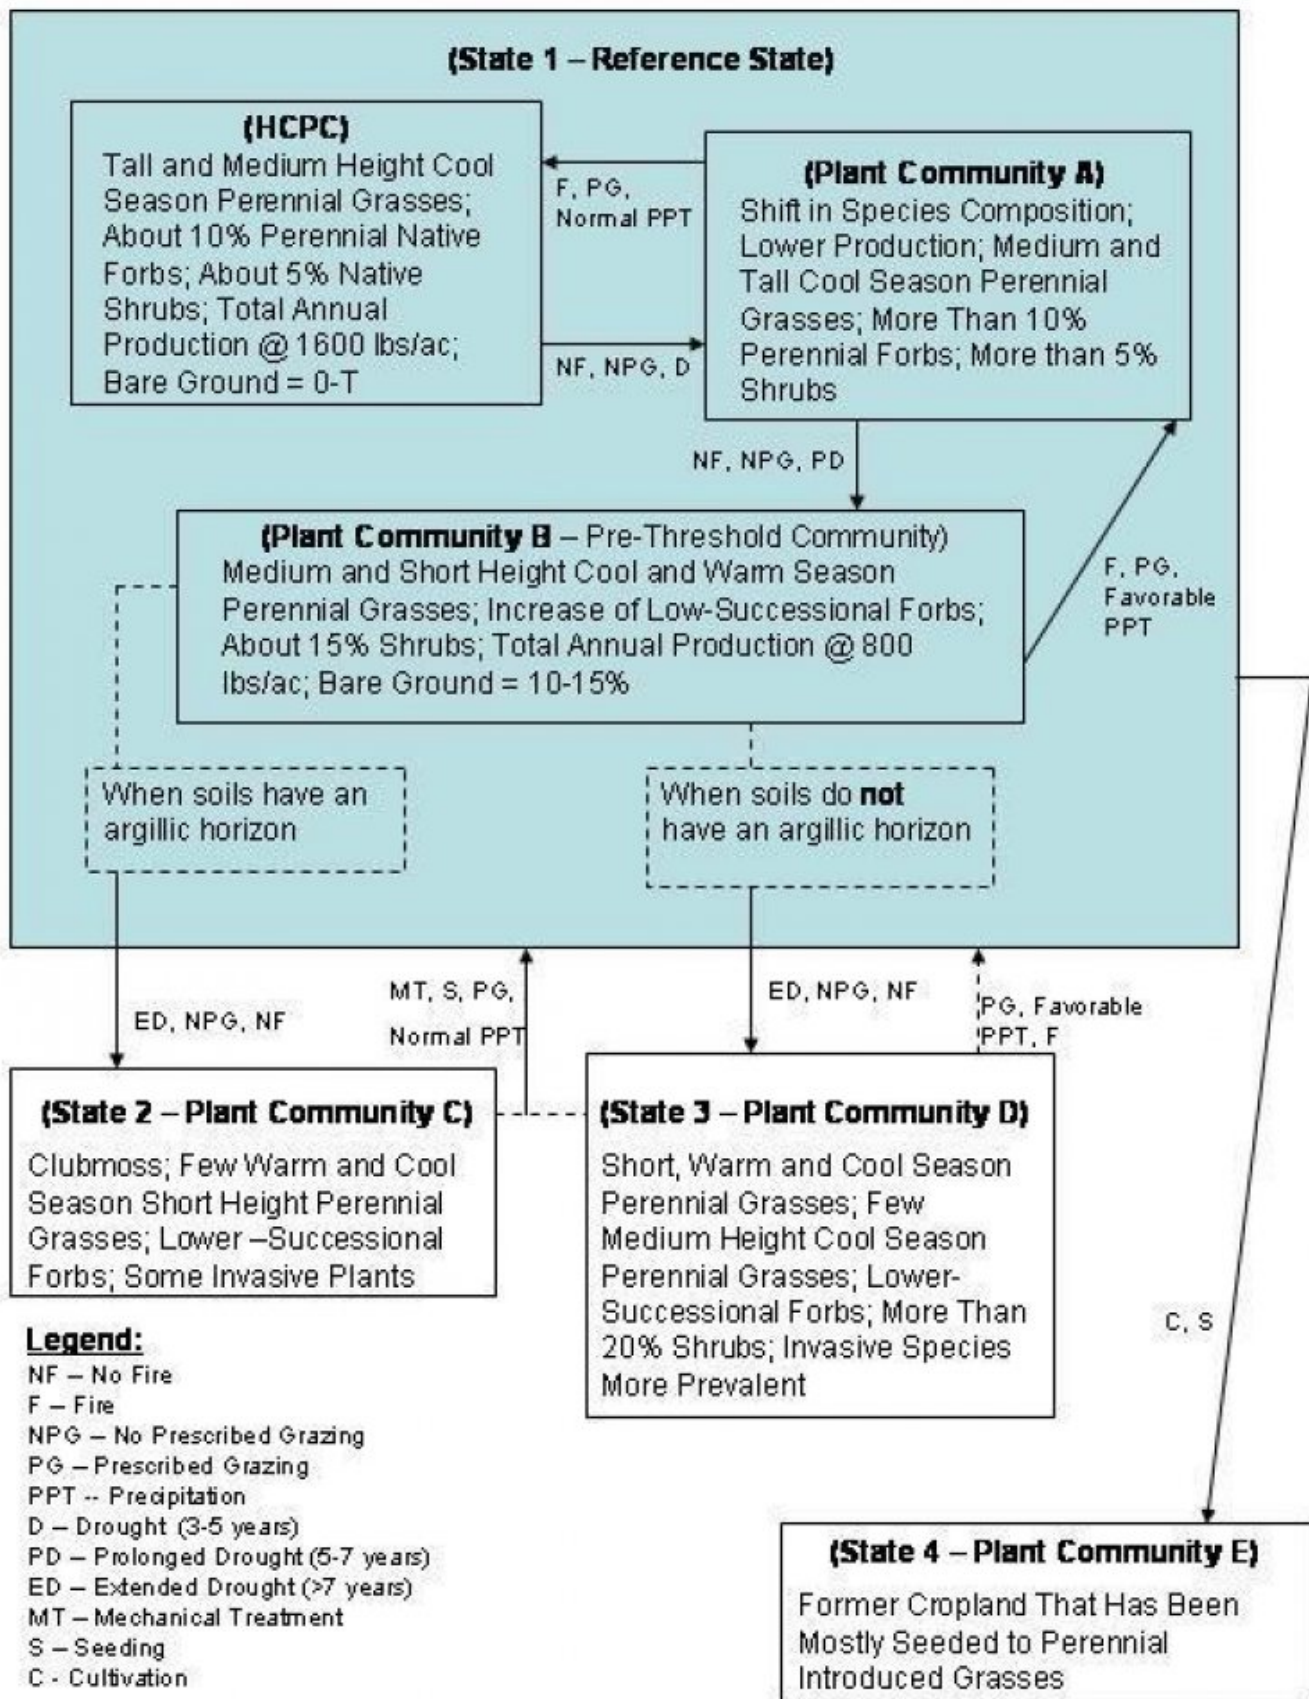 (State 1 – Reference State)
(HCPC)
Tall and Medium Height Cool
Season Perennial Grasses;
About 10% Perennial Native
Forbs; About 5% Native
Shrubs; Total Annual
Production @ 1600 lbs/ac;
Bare Ground = 0-T
F, PG,
Normal PPT
NF, NPG, D
(Plant Community A)
Shift in Species Composition;
Lower Production; Medium and
Tall Cool Season Perennial
Grasses; More Than 10%
Perennial Forbs; More than 5%
Shrubs
NF, NPG, PD
(Plant Community B – Pre-Threshold Community)
Medium and Short Height Cool and Warm Season
Perennial Grasses; Increase of Low-Successional Forbs;
About 15% Shrubs; Total Annual Production @ 800
lbs/ac; Bare Ground = 10-15%
F, PG,
Favorable
PPT
When soils have an
argillic horizon
When soils do not
have an argillic horizon
ED, NPG, NF
MT, S, PG,
Normal PPT
ED, NPG, NF
PG, Favorable
PPT, F
(State 2 – Plant Community C)
Clubmoss; Few Warm and Cool
Season Short Height Perennial
Grasses; Lower –Successional
Forbs; Some Invasive Plants
(State 3 – Plant Community D)
Short, Warm and Cool Season
Perennial Grasses; Few
Medium Height Cool Season
Perennial Grasses; Lower-
Successional Forbs; More Than
20% Shrubs; Invasive Species
More Prevalent
C, S
Legend:
NF – No Fire
F – Fire
NPG – No Prescribed Grazing
PG – Prescribed Grazing
PPT -- Precipitation
D – Drought (3-5 years)
PD – Prolonged Drought (5-7 years)
ED – Extended Drought (>7 years)
MT – Mechanical Treatment
S – Seeding
C - Cultivation
(State 4 – Plant Community E)
Former Cropland That Has Been
Mostly Seeded to Perennial
Introduced Grasses